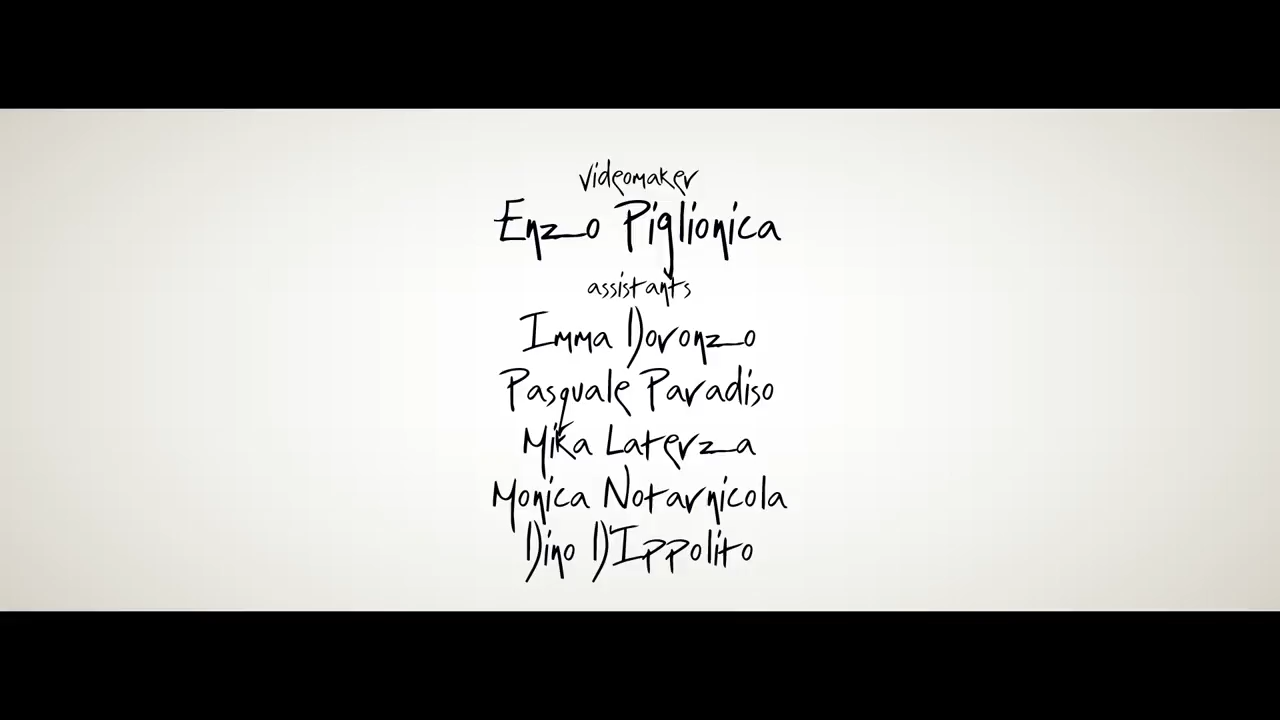 videomaker
Enzo Piglionica
assistants
Imma Doronzo
Pasquale Paradiso
Mika Laterza
Monica Notarnicola
Dino D'Ippolito